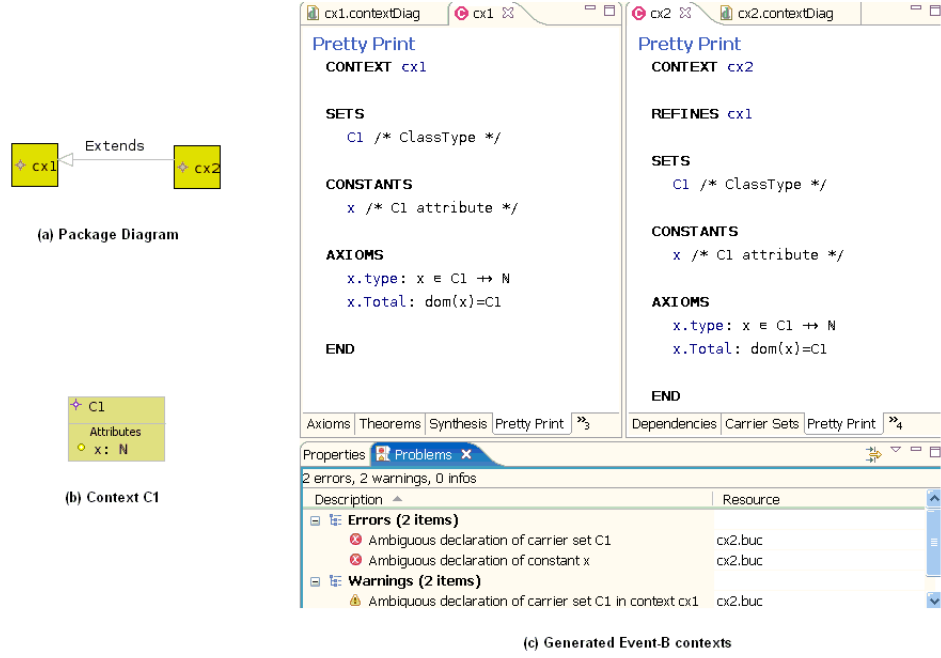 cx1.contextDiag
cx1
Pretty Print
CONTEXT cx1
SETS
C1 /* ClassType */
CONSTANTS
x /* C1 attribute */
AXIOMS
x.type: x ∈ C1 ⇸ ℕ
x.Total: dom(x)=C1
END
Axioms Theorems Synthesis Pretty Print »3
cx2
cx2.contextDiag
Pretty Print
CONTEXT cx2
REFINES cx1
SETS
C1 /* ClassType */
CONSTANTS
x /* C1 attribute */
AXIOMS
x.type: x ∈ C1 ⇸ ℕ
x.Total: dom(x)=C1
END
Dependencies Carrier Sets Pretty Print »4
cx1
Extends
cx2
(a) Package Diagram
C1
Attributes
x: N
(b) Context C1
Properties Problems
2 errors, 2 warnings, 0 infos
Description Resource
Errors (2 items)
Ambiguous declaration of carrier set C1 cx2.buc
Ambiguous declaration of constant x cx2.buc
Warnings (2 items)
Ambiguous declaration of carrier set C1 in context cx1 cx2.buc
(c) Generated Event-B contexts